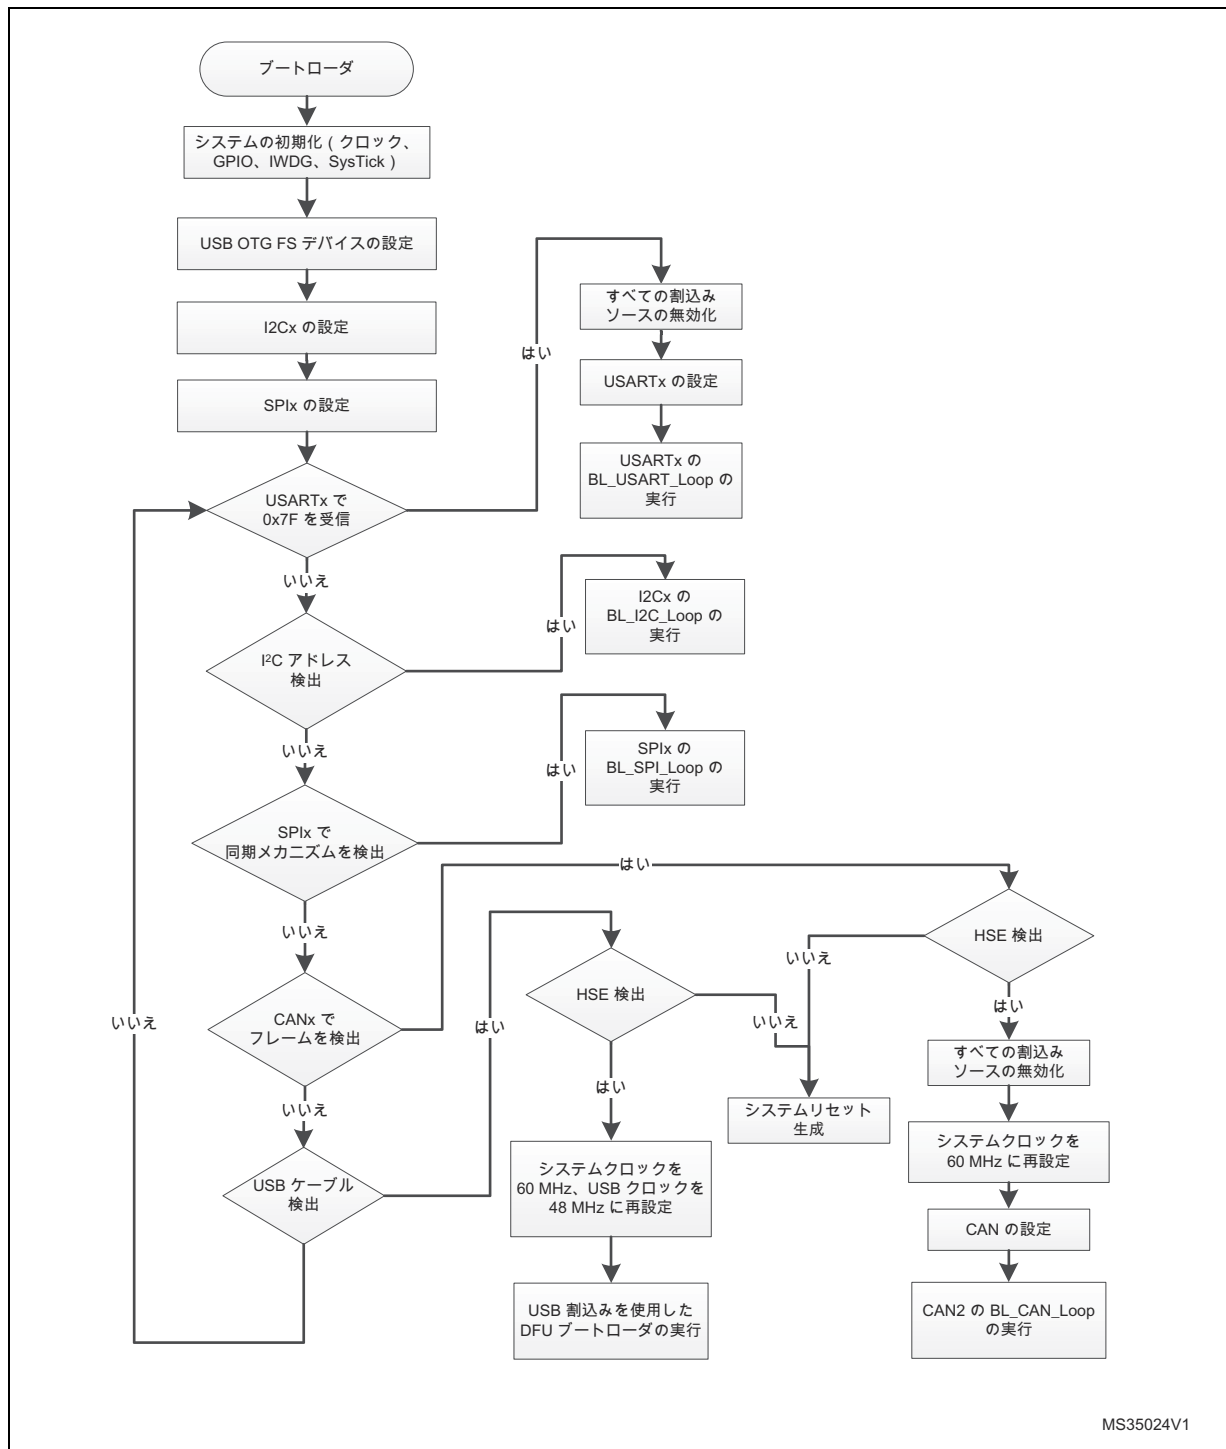 ブートローダ
システムの初期化 ( クロック、
GPIO、IWDG、SysTick )
USB OTG FS デバイスの設定
I2Cx の設定
SPIx の設定
USARTx で
0x7F を受信
はい
すべての割込み
ソースの無効化
USARTx の設定
USARTx の
BL_USART_Loop の
実行
いいえ
I²C アドレス
検出
はい
I2Cx の
BL_I2C_Loop の
実行
いいえ
SPIx で
同期メカニズムを検出
はい
SPIx の
BL_SPI_Loop の
実行
いいえ
CANx で
フレームを検出
はい
HSE 検出
いいえ
はい
すべての割込み
ソースの無効化
システムクロックを
60 MHz に再設定
CAN の設定
CAN2 の BL_CAN_Loop
の実行
いいえ
USB ケーブル
検出
はい
HSE 検出
いいえ
システムリセット
生成
はい
システムクロックを
60 MHz、USB クロックを
48 MHz に再設定
USB 割込みを使用した
DFU ブートローダの実行
いいえ
MS35024V1